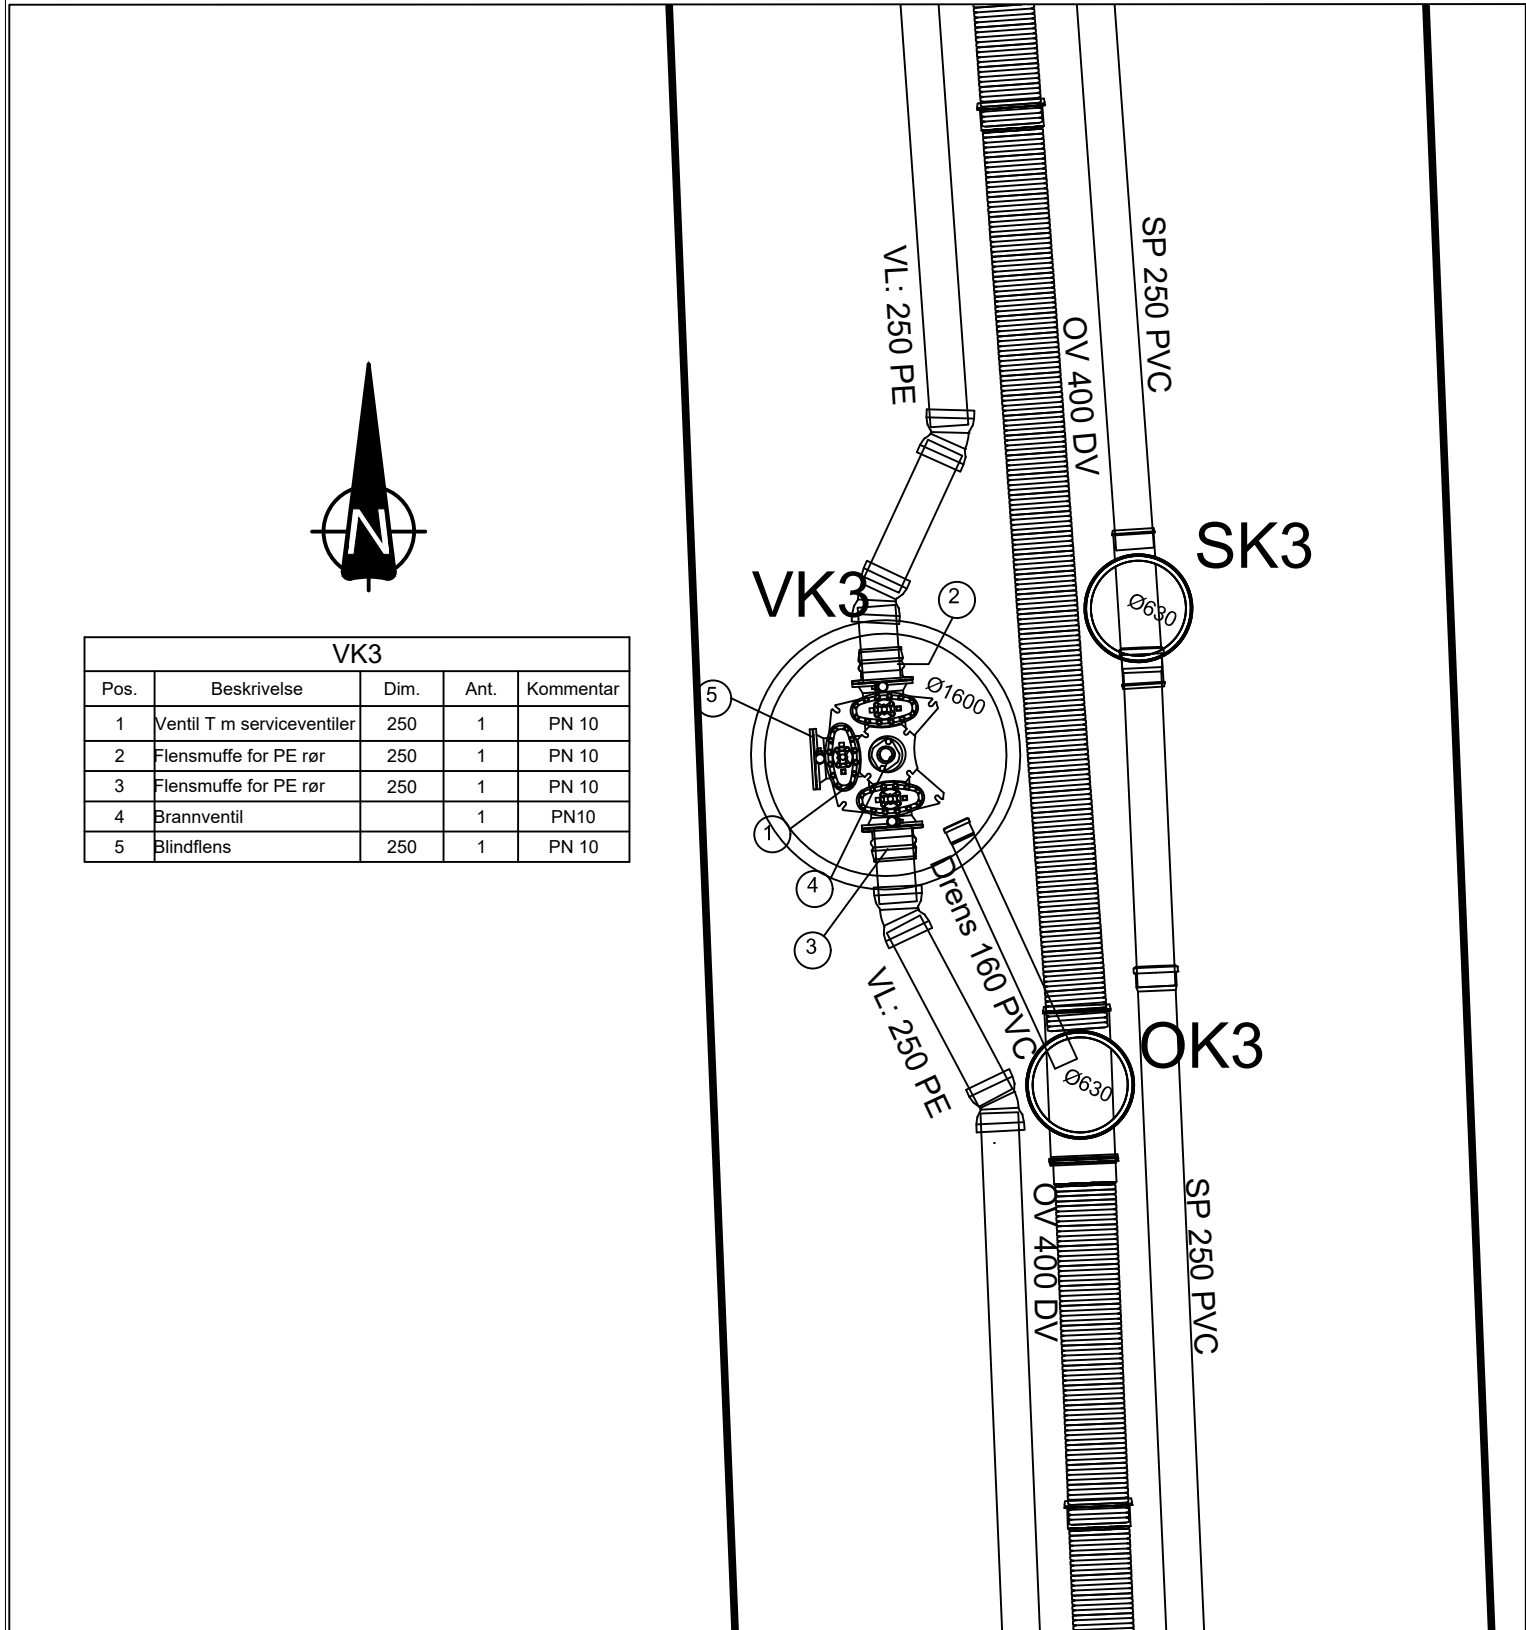 SP 250 PVC
VL: 250 PE
OV 400 DV
N
SK3
VK3
2
Ø630
5
Ø1600
VK3
Pos. Beskrivelse Dim. Ant. Kommentar
1 Ventil T m serviceventiler 250 1 PN 10
2 Flensmuffe for PE rør 250 1 PN 10
3 Flensmuffe for PE rør 250 1 PN 10
4 Brannventil 1 PN10
5 Blindflens 250 1 PN 10
1
4
3
Drens 160 PVC
VL: 250 PE
OK3
Ø630
OV 400 DV
SP 250 PVC